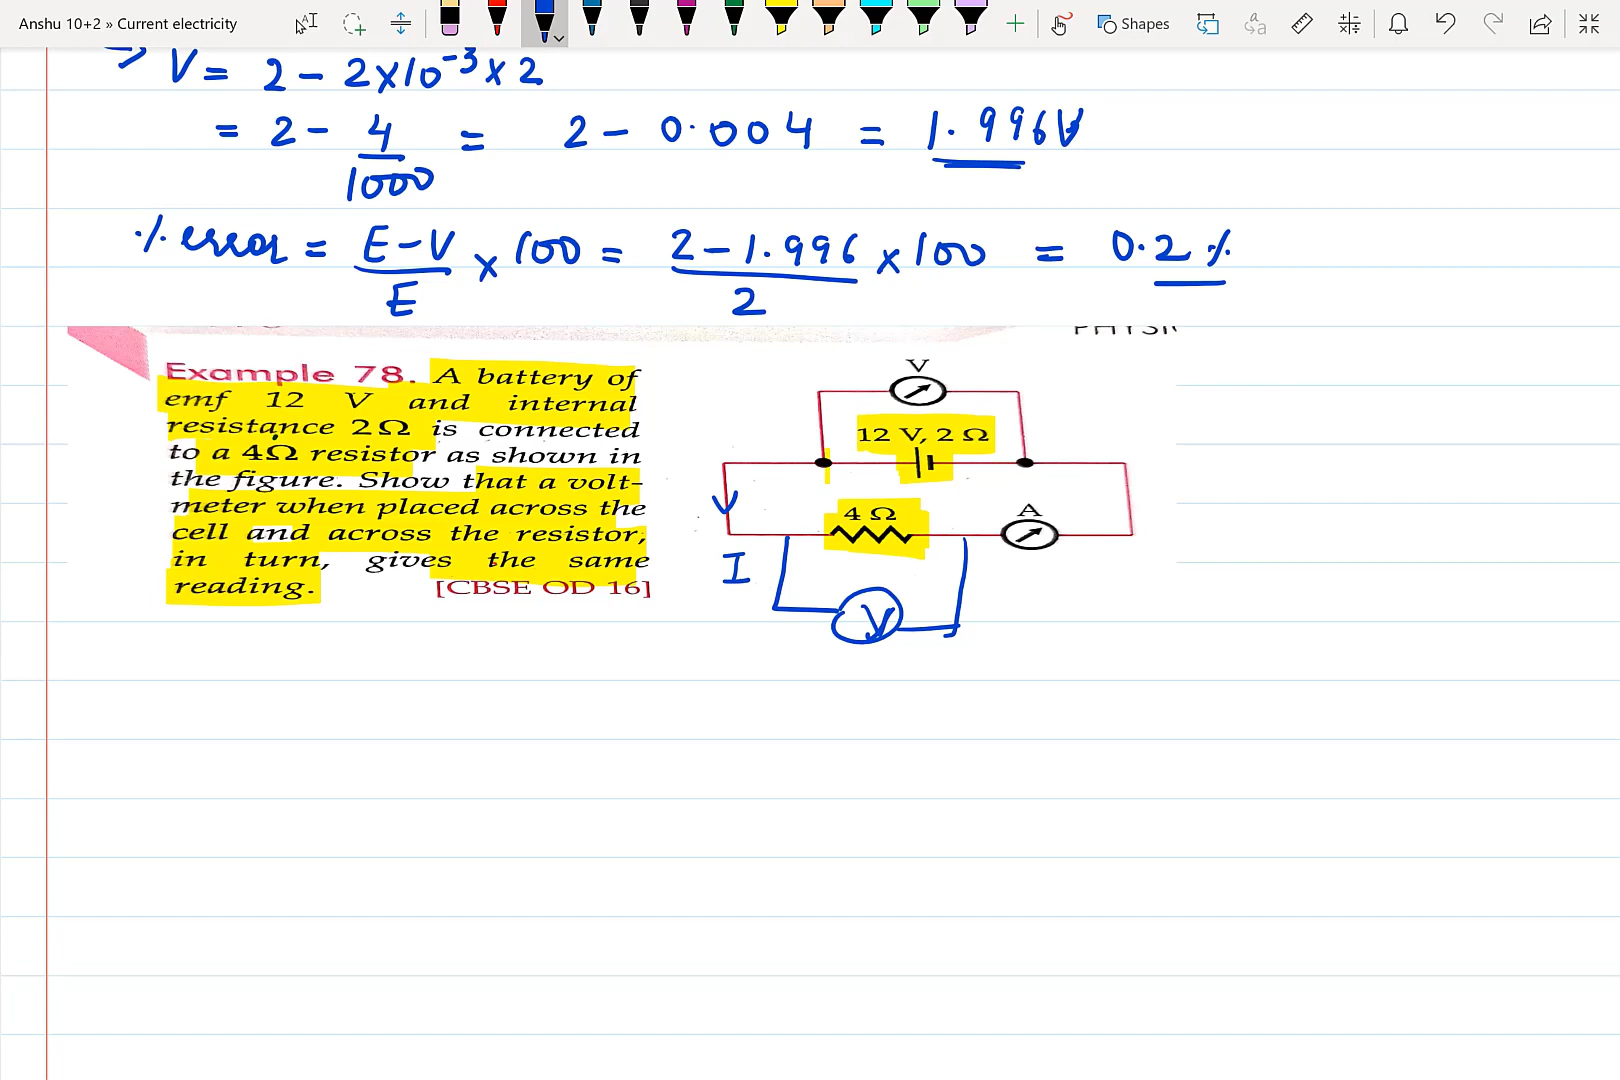 Anshu 10+2 » Current electricity
Shapes
V = 2 - 2×10⁻³×2
= 2 - 4/1000 = 2 - 0.004 = 1.996V
% error = E-V/E × 100 = 2-1.996/2 × 100 = 0.2 %
Example 78. A battery of
emf 12 V and internal
resistance 2 Ω is connected
to a 4Ω resistor as shown in
the figure. Show that a volt-
meter when placed across the
cell and across the resistor,
in turn, gives the same
reading. [CBSE OD 16]
V
12 V, 2 Ω
4 Ω
A
I
V